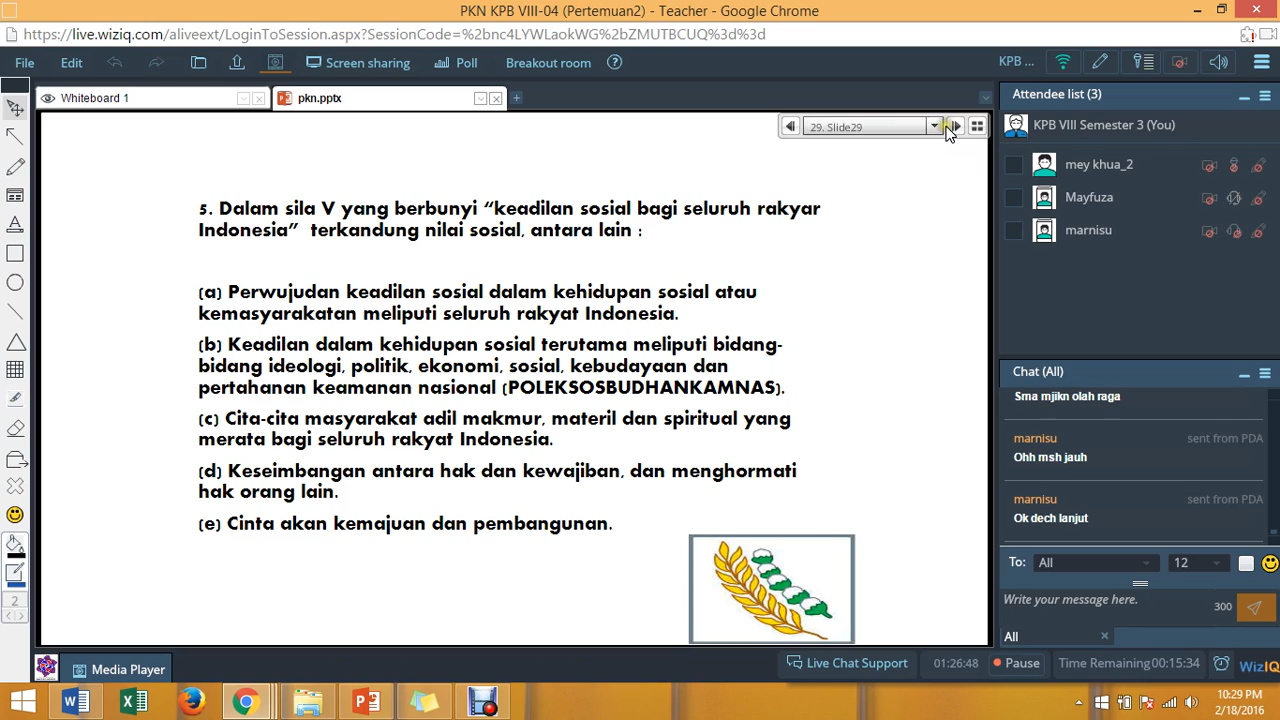 PKN KPB VIII-04 (Pertemuan2) - Teacher - Google Chrome
https://live.wiziq.com/aliveext/LoginToSession.aspx?SessionCode=%2bnc4LYWLaokWG%2bZMUTBCUQ%3d%3d
File Edit Screen sharing Poll Breakout room KPB ...
Whiteboard 1 pkn.pptx
29. Slide29
5. Dalam sila V yang berbunyi “keadilan sosial bagi seluruh rakyar
Indonesia” terkandung nilai sosial, antara lain :
(a) Perwujudan keadilan sosial dalam kehidupan sosial atau
kemasyarakatan meliputi seluruh rakyat Indonesia.
(b) Keadilan dalam kehidupan sosial terutama meliputi bidang-
bidang ideologi, politik, ekonomi, sosial, kebudayaan dan
pertahanan keamanan nasional (POLEKSOSBUDHANKAMNAS).
(c) Cita-cita masyarakat adil makmur, materil dan spiritual yang
merata bagi seluruh rakyat Indonesia.
(d) Keseimbangan antara hak dan kewajiban, dan menghormati
hak orang lain.
(e) Cinta akan kemajuan dan pembangunan.
Attendee list (3)
KPB VIII Semester 3 (You)
mey khua_2
Mayfuza
marnisu
Chat (All)
Sma mjikn olah raga
marnisu sent from PDA
Ohh msh jauh
marnisu sent from PDA
Ok dech lanjut
To: All 12
Write your message here. 300
All
2
Media Player Live Chat Support 01:26:48 Pause Time Remaining 00:15:34 WizIQ
10:29 PM
2/18/2016